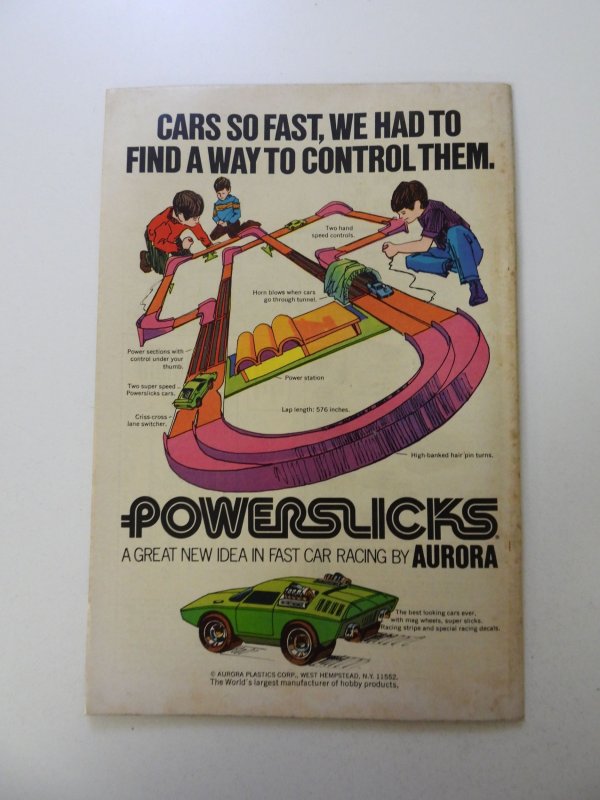 CARS SO FAST, WE HAD TO
FIND A WAY TO CONTROL THEM.
Two hand
speed controls.
Horn blows when cars
go through tunnel.
Power sections with
control under your
thumb.
Power station
Two super speed
Powerslicks cars.
Lap length: 576 inches.
Criss-cross
lane switcher.
High-banked hair pin turns.
POWERSLICKS
A GREAT NEW IDEA IN FAST CAR RACING BY AURORA
The best looking cars ever,
with mag wheels, super slicks.
Racing stripe and special racing decals.
© AURORA PLASTICS CORP., WEST HEMPSTEAD, N.Y. 11552,
The World's largest manufacturer of hobby products,